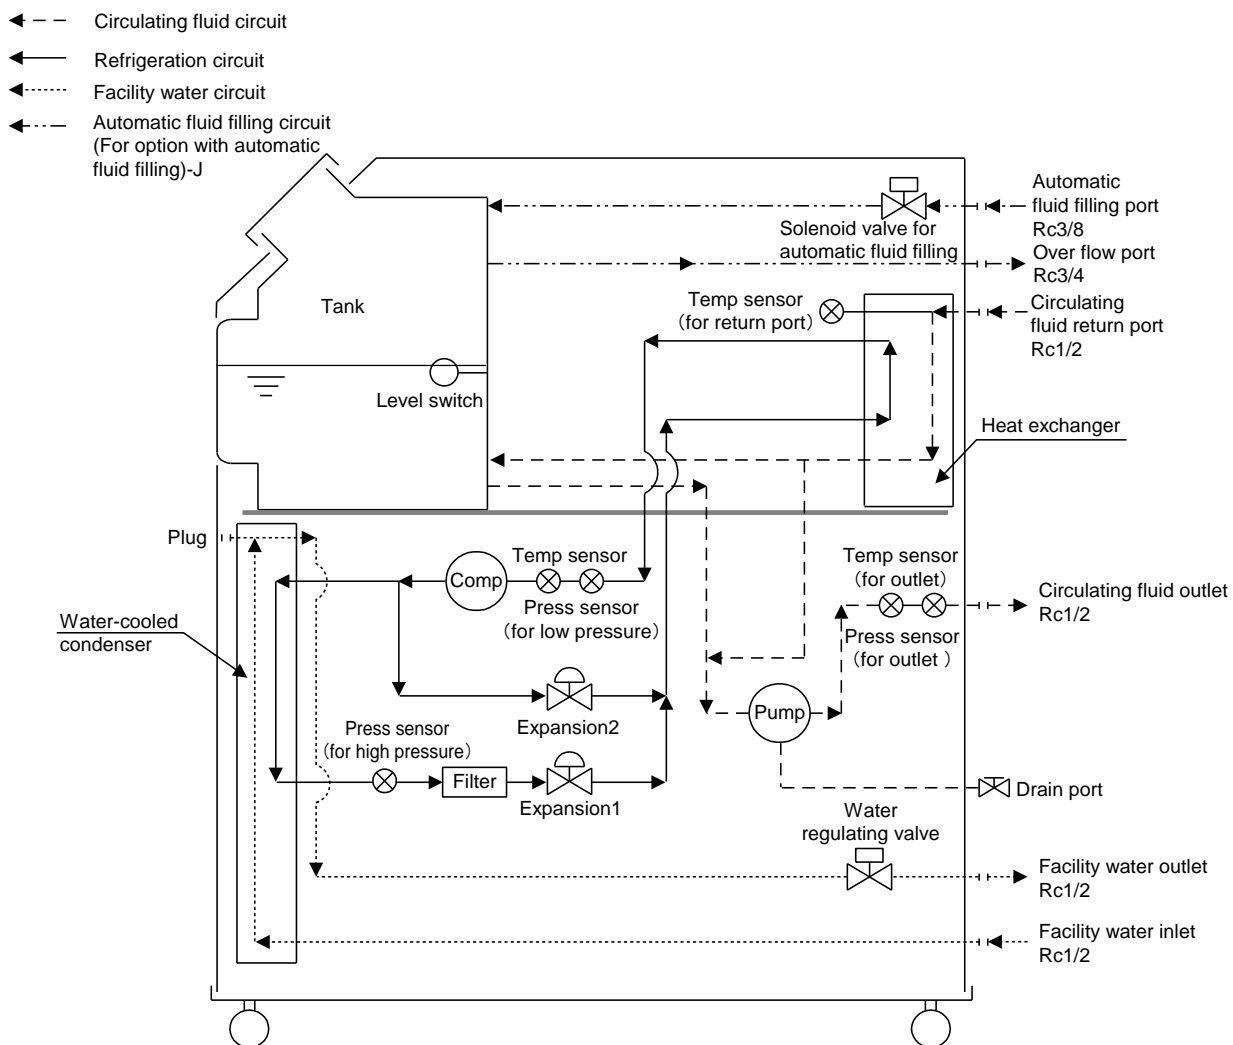 Circulating fluid circuit
Refrigeration circuit
Facility water circuit
Automatic fluid filling circuit
(For option with automatic
fluid filling)-J
Automatic
fluid filling port
Rc3/8
Solenoid valve for
automatic fluid filling
Over flow port
Rc3/4
Tank
Temp sensor
（for return port）
Circulating
fluid return port
Rc1/2
Level switch
Heat exchanger
Plug
Comp
Temp sensor
Press sensor
（for low pressure）
Temp sensor
（for outlet）
Press sensor
（for outlet ）
Circulating fluid outlet
Rc1/2
Water-cooled
condenser
Expansion2
Pump
Press sensor
（for high pressure）
Filter
Expansion1
Drain port
Water
regulating valve
Facility water outlet
Rc1/2
Facility water inlet
Rc1/2